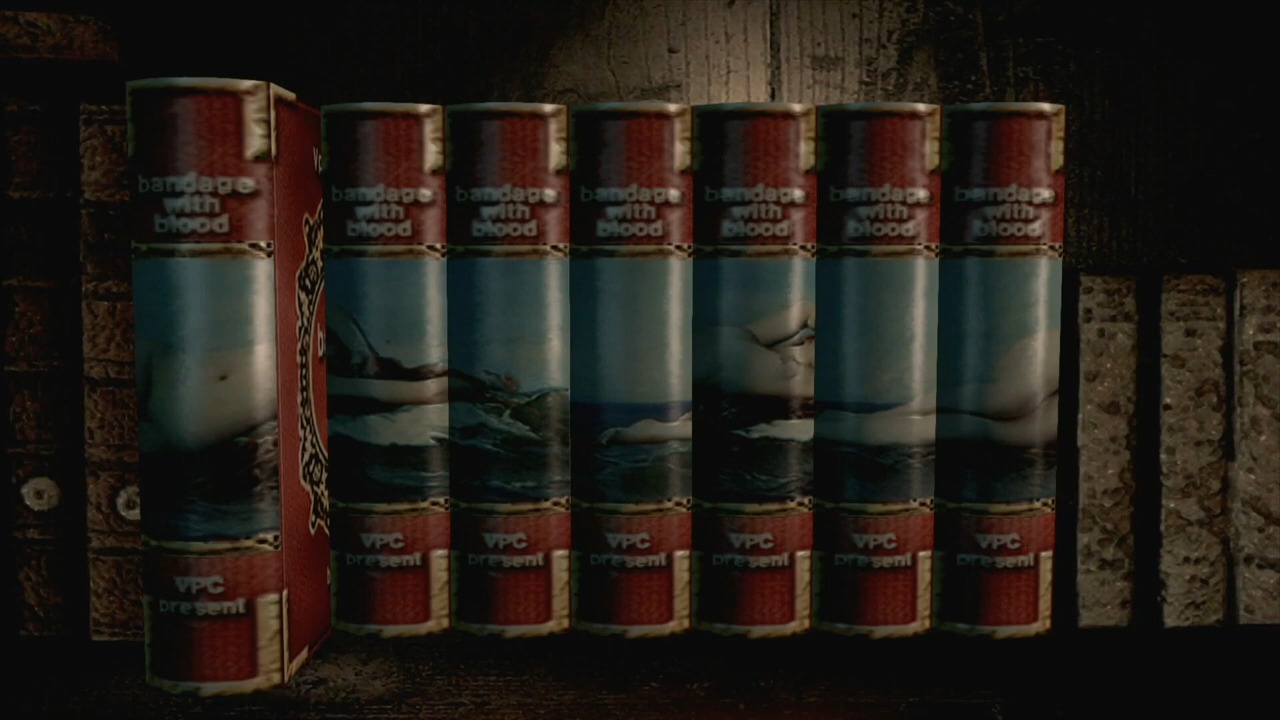 bandage
with
blood
VPC
present
bandage
with
blood
VPC
present
bandage
with
blood
VPC
present
bandage
with
blood
VPC
present
bandage
with
blood
VPC
present
bandage
with
blood
VPC
present
bandage
with
blood
VPC
present